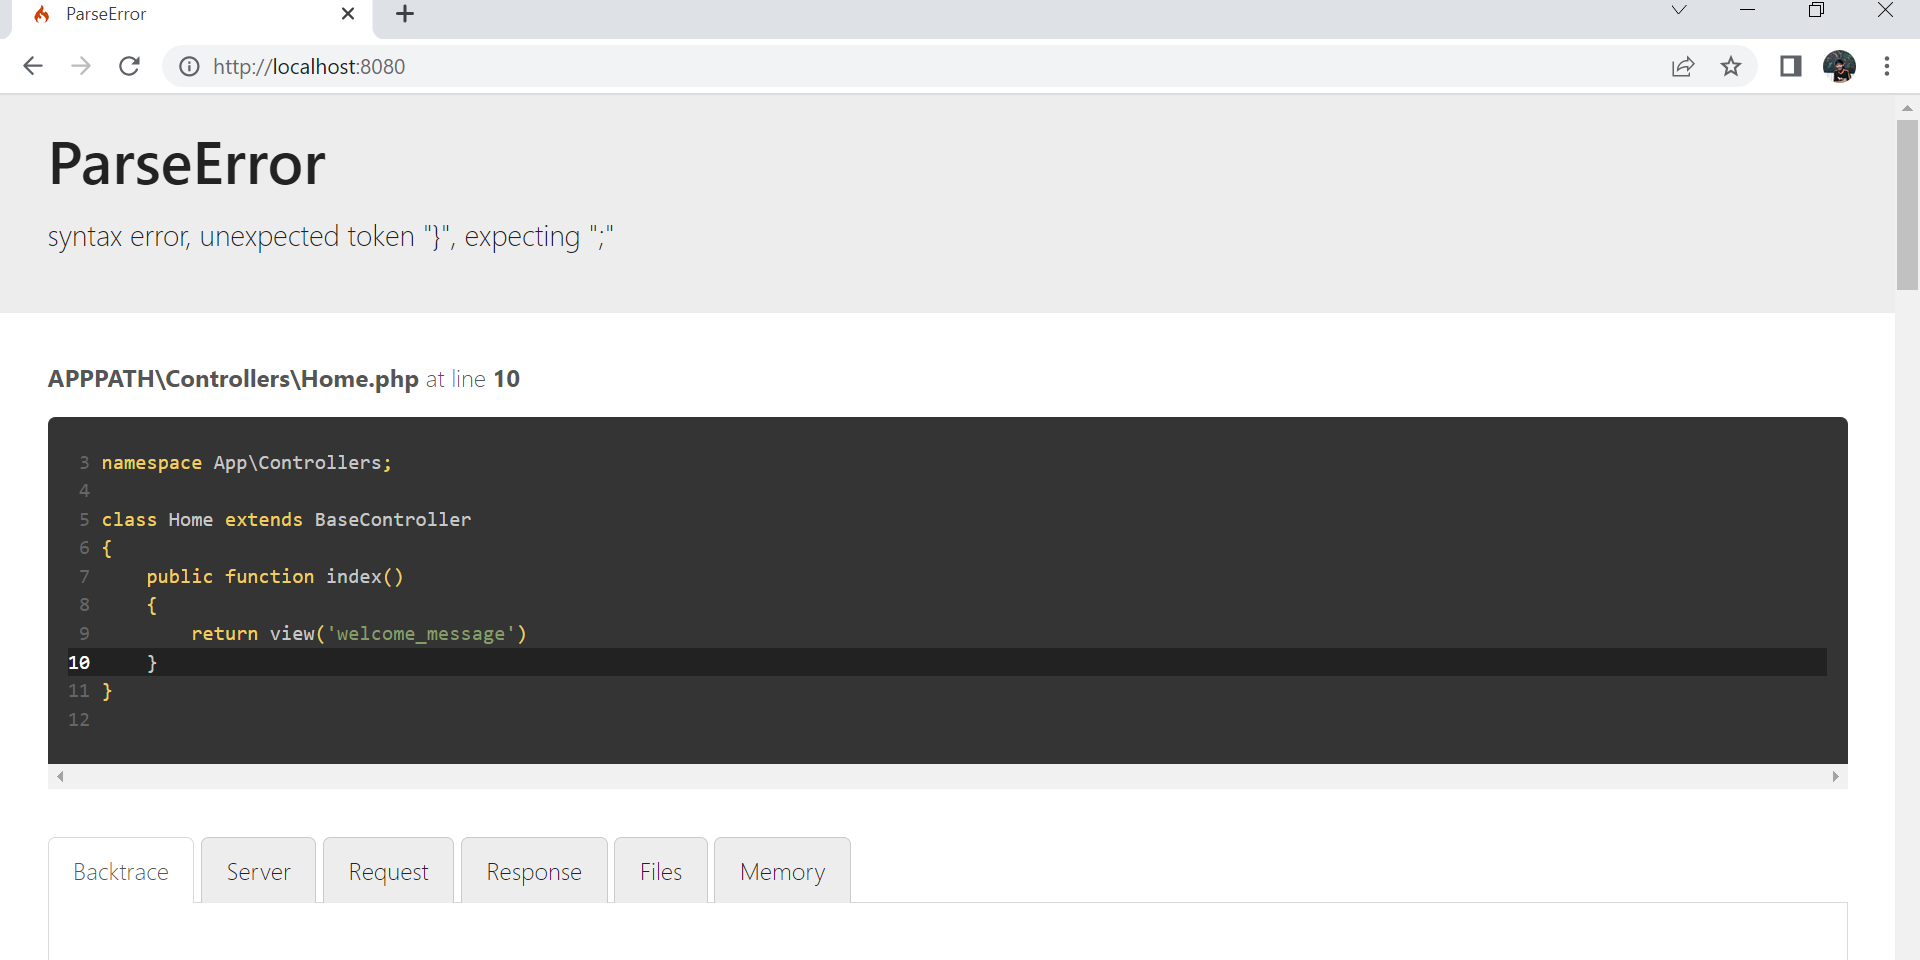 ParseError
http://localhost:8080
ParseError
syntax error, unexpected token "}", expecting ";"
APPPATH\Controllers\Home.php at line 10
3 namespace App\Controllers;
4
5 class Home extends BaseController
6 {
7     public function index()
8     {
9         return view('welcome_message')
10     }
11 }
12
Backtrace Server Request Response Files Memory